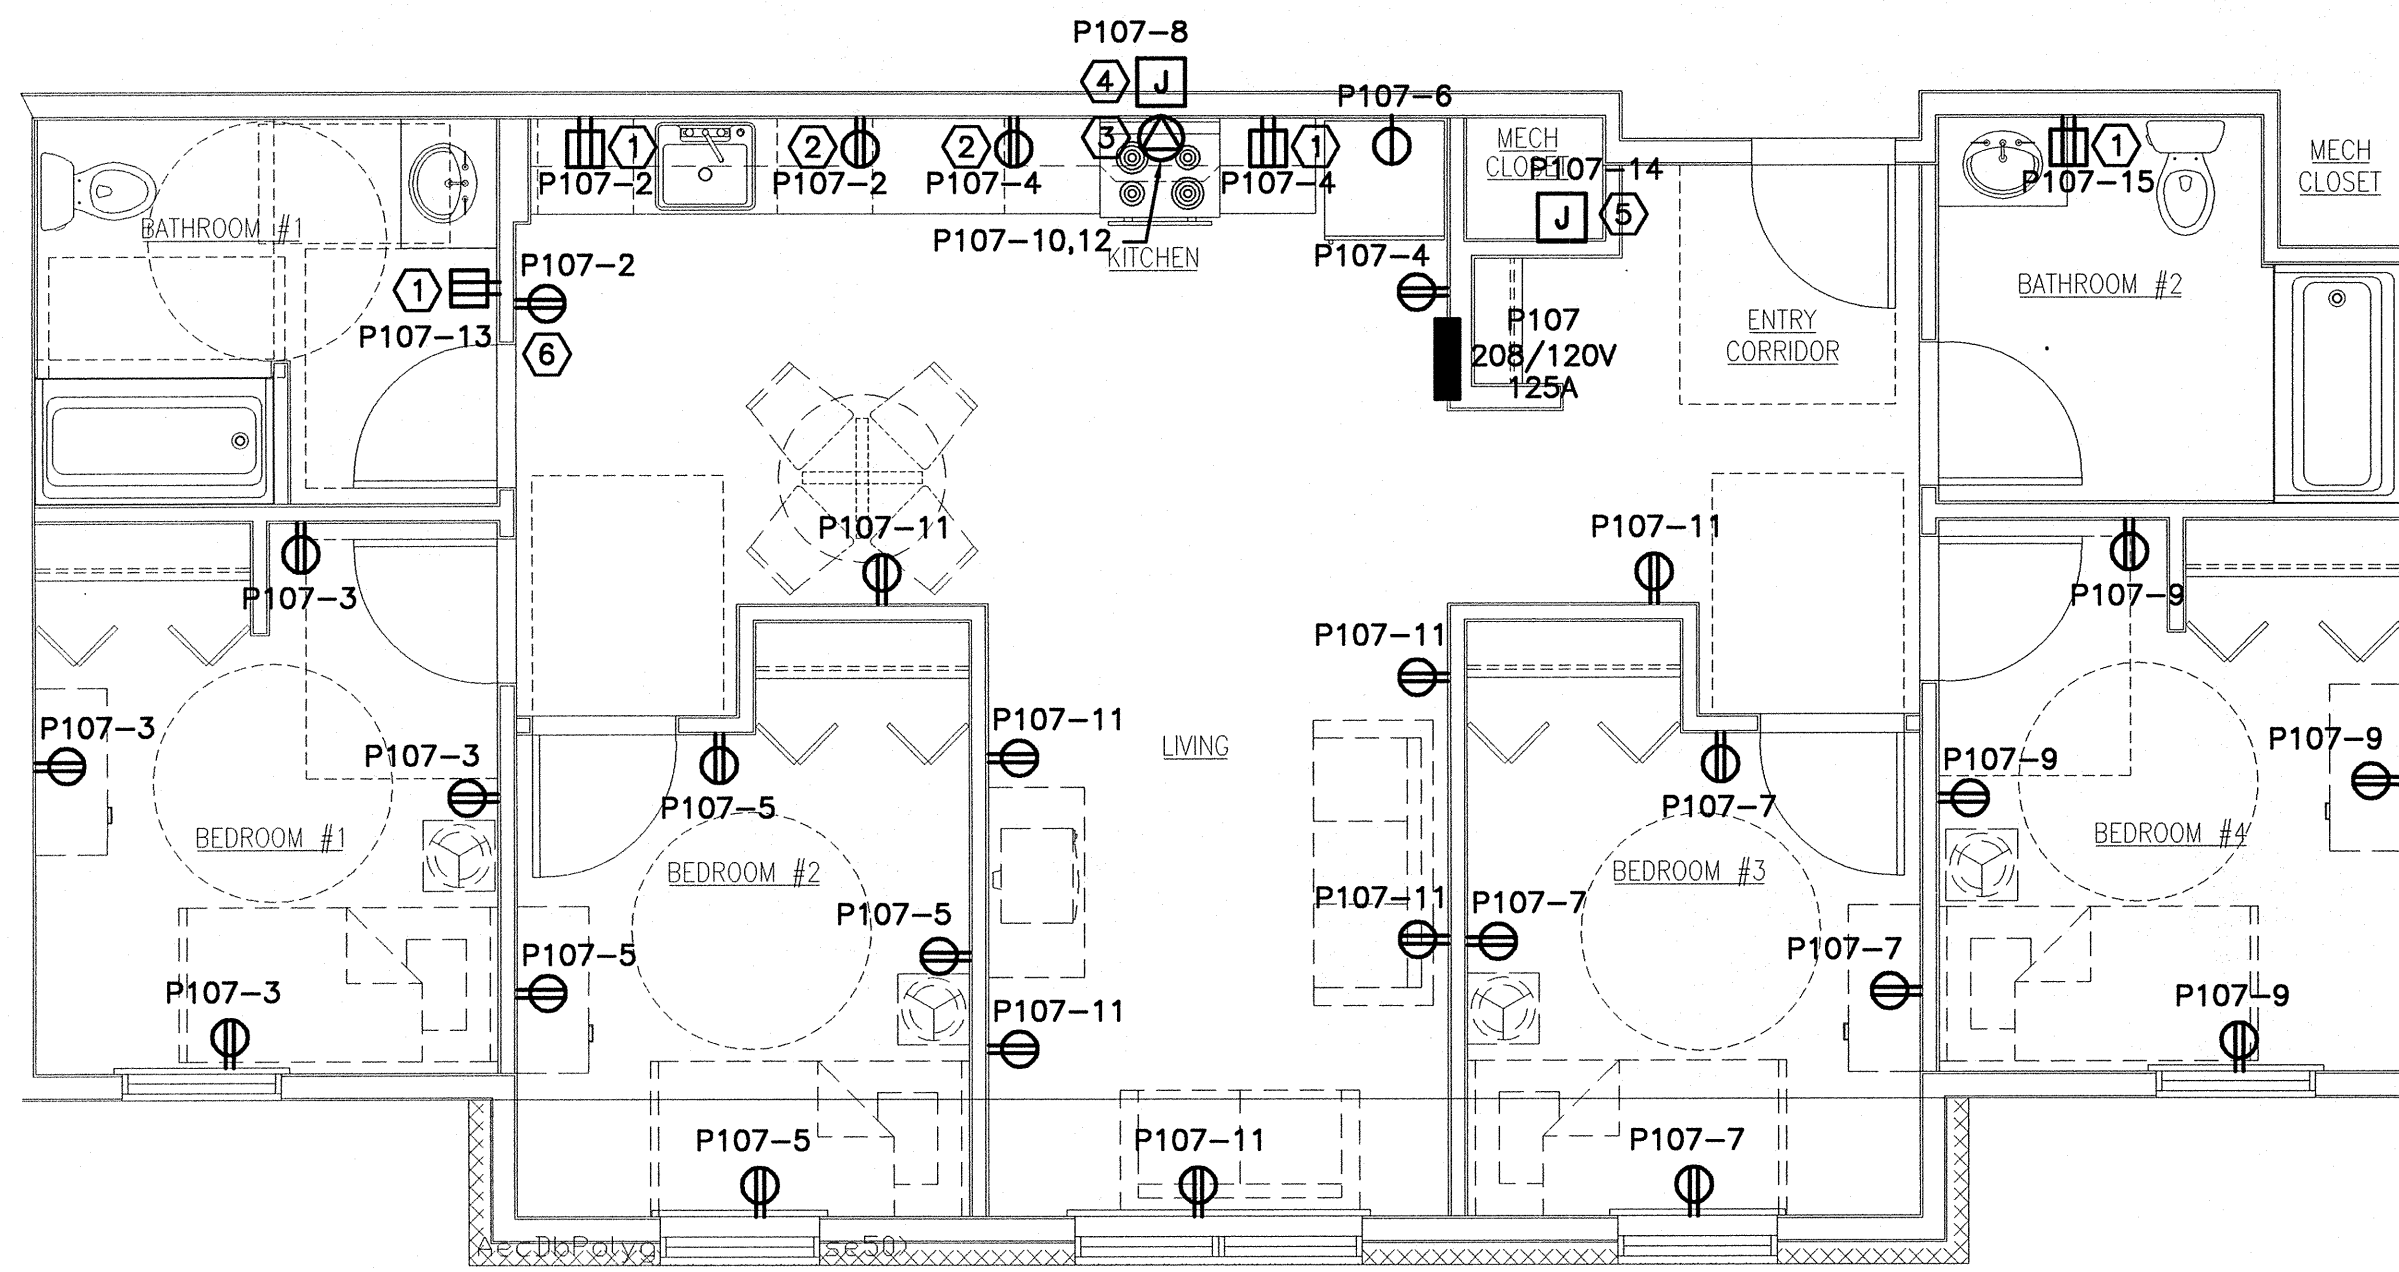 P107-8
4 J
P107-6
3
1
2
2
1
1
P107-2
P107-2
P107-4
P107-4
P107-15
MECH
CLOSET
MECH
CLOSET
P107-14
J 5
BATHROOM #1
P107-10,12
KITCHEN
P107-4
P107-2
1
P107-13
6
BATHROOM #2
P107
208/120V
125A
ENTRY
CORRIDOR
P107-11
P107-11
P107-3
P107-9
P107-11
P107-3
P107-3
P107-11
LIVING
P107-9
P107-9
P107-5
P107-7
BEDROOM #1
BEDROOM #2
BEDROOM #3
BEDROOM #4
P107-5
P107-11
P107-7
P107-5
P107-7
P107-3
P107-11
P107-9
P107-5
P107-11
P107-7
AecDbPolyg
se50)